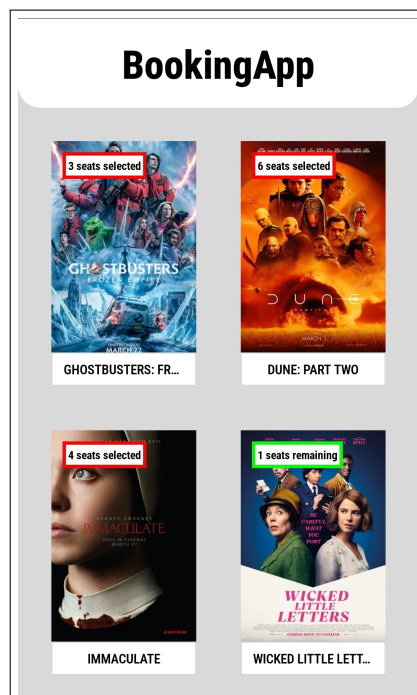 BookingApp
3 seats selected
GHOSTBUSTERS
FROZEN EMPIRE
MARCH 22
GHOSTBUSTERS: FR...
6 seats selected
DUNE
PART TWO
MARCH 1
DUNE: PART TWO
4 seats selected
SYDNEY SWEENEY
IMMACULATE
ONLY IN CINEMAS
MARCH 22
IMMACULATE
1 seats remaining
BE
CAREFUL
WHAT
YOU
POST
WICKED
LITTLE
LETTERS
COMING SOON TO CINEMAS
WICKED LITTLE LETT...